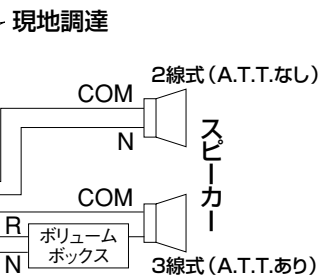 現地調達
2線式（A.T.T.なし）
COM
N
スピーカー
COM
R
ボリューム
ボックス
N
3線式（A.T.T.あり）